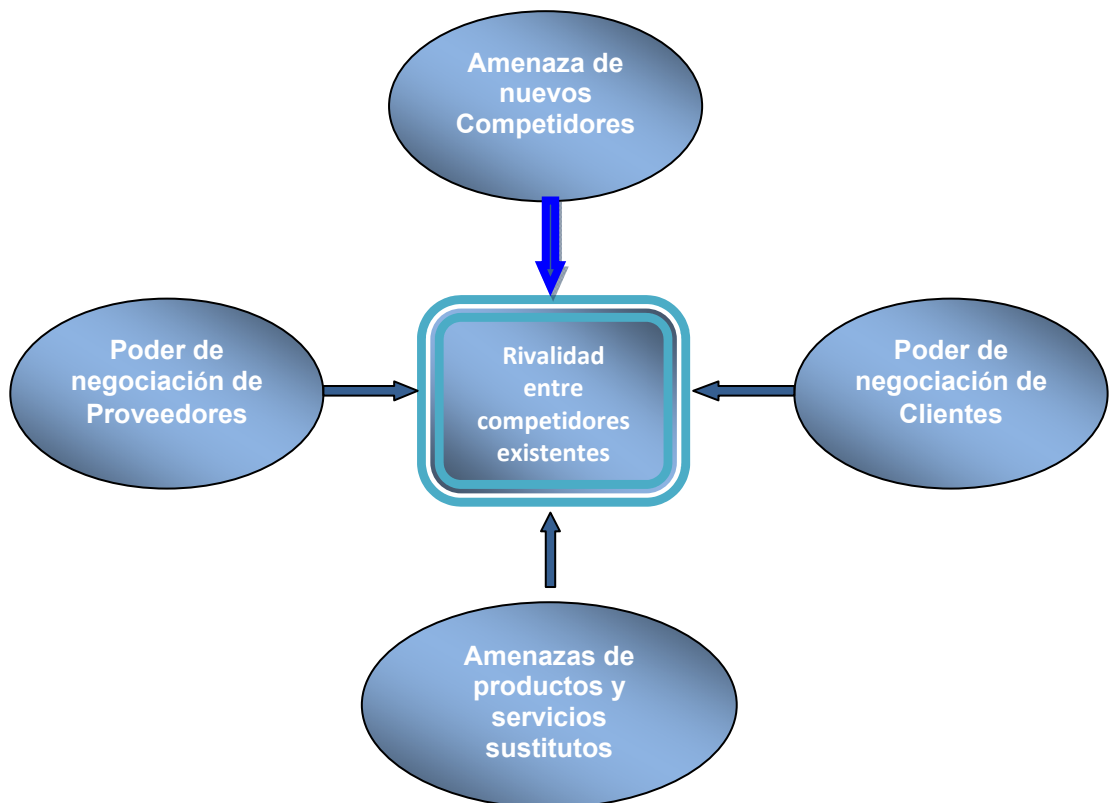 Amenaza de
nuevos
Competidores
Poder de
negociación de
Proveedores
Rivalidad
entre
competidores
existentes
Poder de
negociación de
Clientes
Amenazas de
productos y
servicios
sustitutos